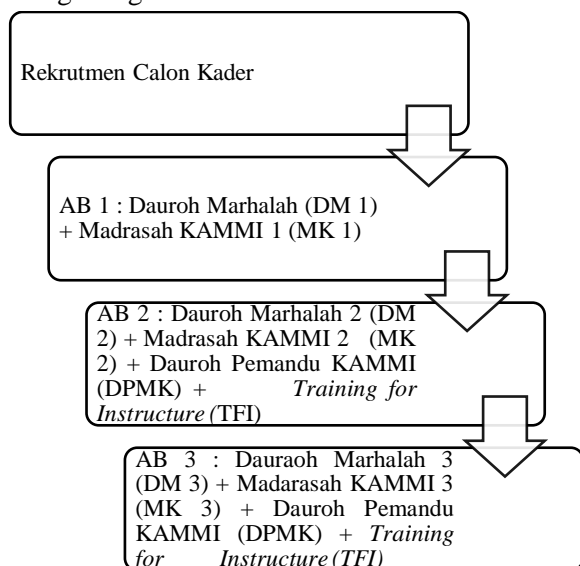 Rekrutmen Calon Kader
AB 1 : Dauroh Marhalah (DM 1)
+ Madrasah KAMMI 1 (MK 1)
AB 2 : Dauroh Marhalah 2 (DM
2) + Madrasah KAMMI 2 (MK
2) + Dauroh Pemandu KAMMI
(DPMK) + Training for
Instructure (TFI)
AB 3 : Dauraoh Marhalah 3
(DM 3) + Madarasah KAMMI 3
(MK 3) + Dauroh Pemandu
KAMMI (DPMK) + Training
for Instructure (TFI)